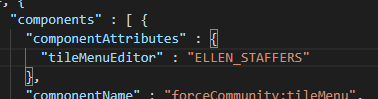 "components" : [ {
"componentAttributes" : {
"tileMenuEditor" : "ELLEN_STAFFERS"
},
"componentName" : "forceCommunity:tileMenu",